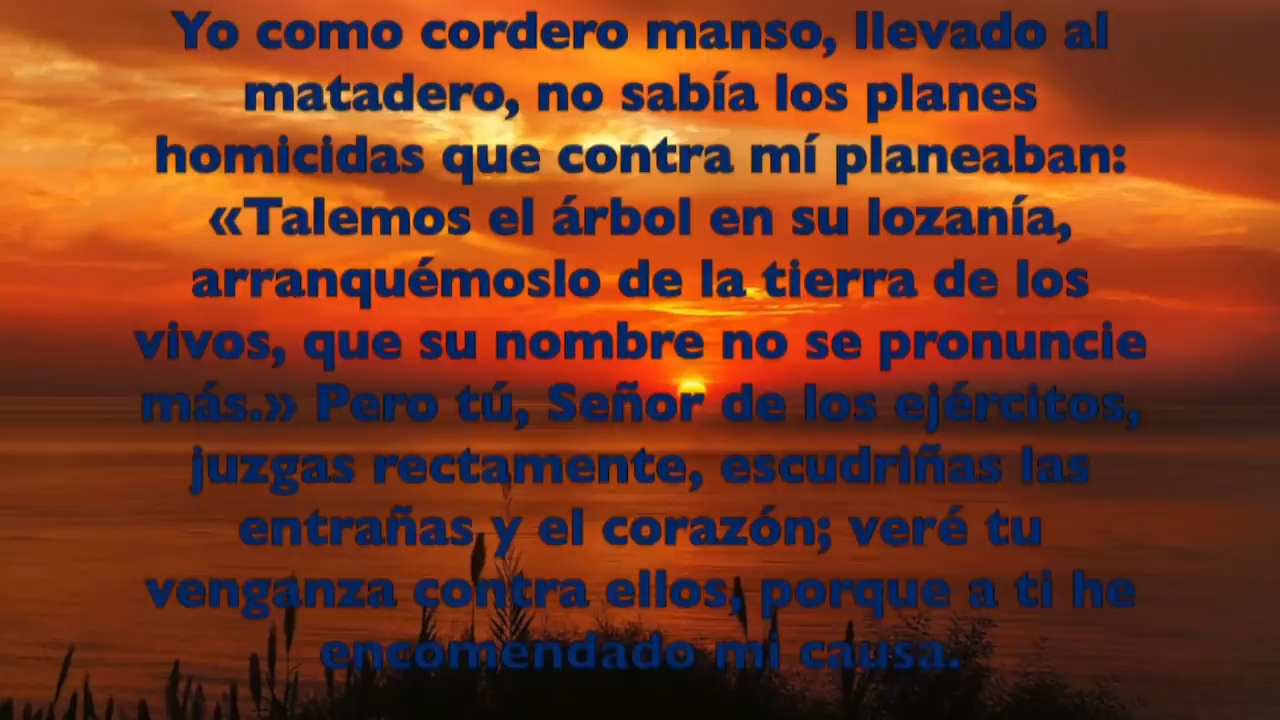 Yo como cordero manso, llevado al
matadero, no sabía los planes
homicidas que contra mí planeaban:
«Talemos el árbol en su lozanía,
arranquémoslo de la tierra de los
vivos, que su nombre no se pronuncie
más.» Pero tú, Señor de los ejércitos,
juzgas rectamente, escudriñas las
entrañas y el corazón; veré tu
venganza contra ellos, porque a ti he
encomendado mi causa.